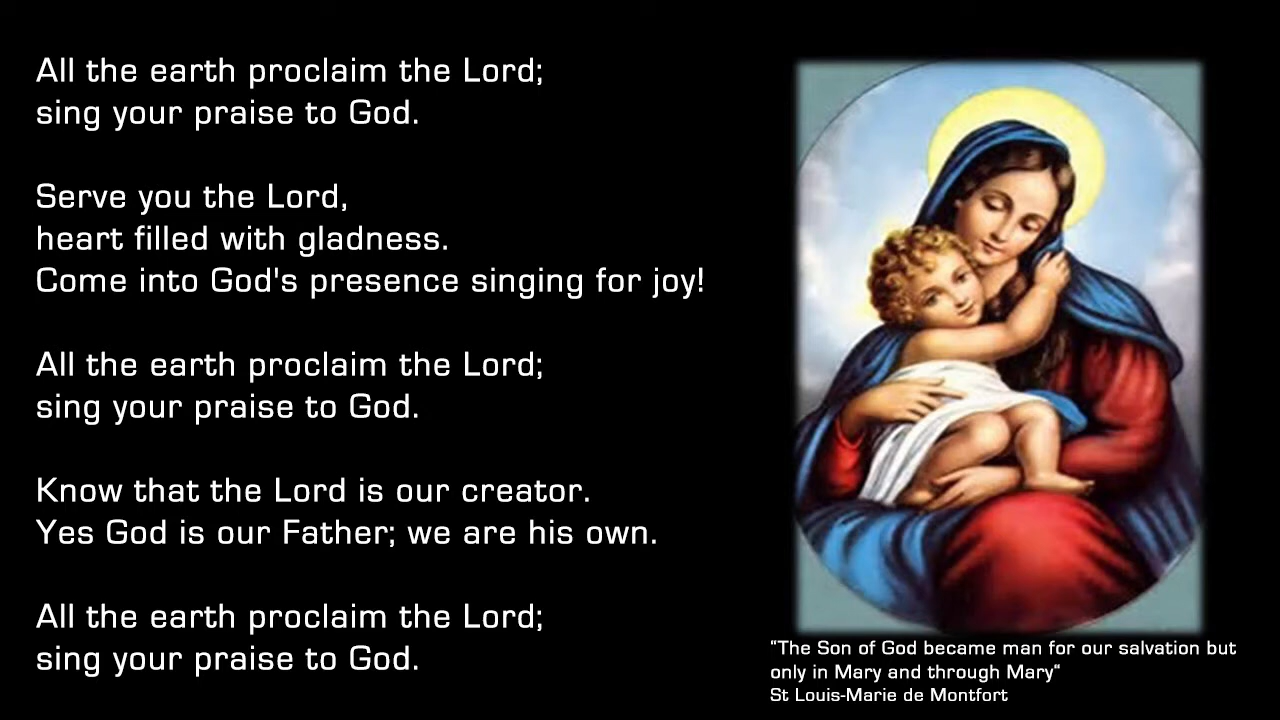 All the earth proclaim the Lord;
sing your praise to God.
Serve you the Lord,
heart filled with gladness.
Come into God's presence singing for joy!
All the earth proclaim the Lord;
sing your praise to God.
Know that the Lord is our creator.
Yes God is our Father; we are his own.
All the earth proclaim the Lord;
sing your praise to God.
“The Son of God became man for our salvation but
only in Mary and through Mary“
St Louis-Marie de Montfort